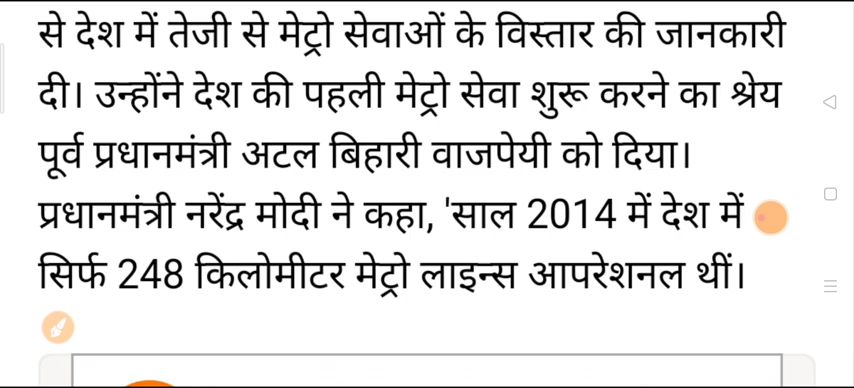 से देश में तेजी से मेट्रो सेवाओं के विस्तार की जानकारी
दी। उन्होंने देश की पहली मेट्रो सेवा शुरू करने का श्रेय
पूर्व प्रधानमंत्री अटल बिहारी वाजपेयी को दिया।
प्रधानमंत्री नरेंद्र मोदी ने कहा, 'साल 2014 में देश में
सिर्फ 248 किलोमीटर मेट्रो लाइन्स आपरेशनल थीं।